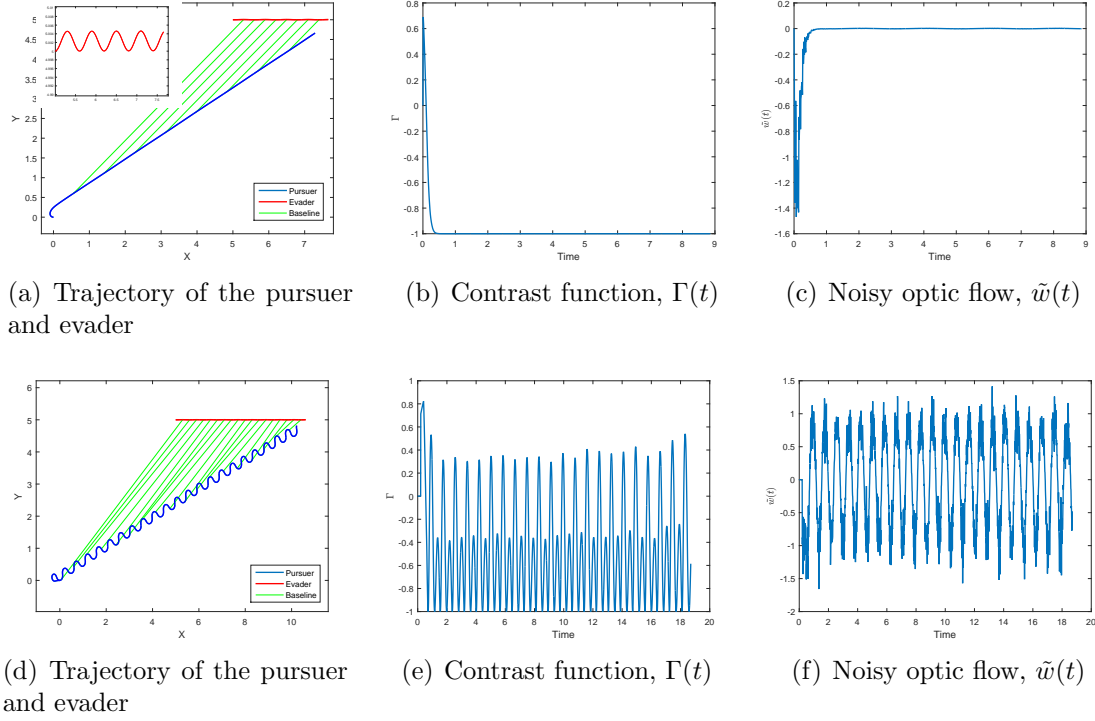 5
4.5
4
3.5
3
2.5
2
1.5
1
0.5
0
Y
0 1 2 3 4 5 6 7
X
Pursuer
Evader
Baseline
0.8
0.6
0.4
0.2
0
-0.2
-0.4
-0.6
-0.8
-1
Γ
0 1 2 3 4 5 6 7 8 9
Time
0.2
0
-0.2
-0.4
-0.6
-0.8
-1
-1.2
-1.4
-1.6
w̃(t)
0 1 2 3 4 5 6 7 8 9
Time
(a) Trajectory of the pursuer
and evader
(b) Contrast function, Γ(t)
(c) Noisy optic flow, w̃(t)
6
5
4
3
2
1
0
Y
0 2 4 6 8 10
X
Pursuer
Evader
Baseline
1
0.8
0.6
0.4
0.2
0
-0.2
-0.4
-0.6
-0.8
-1
Γ
0 2 4 6 8 10 12 14 16 18 20
Time
1.5
1
0.5
0
-0.5
-1
-1.5
-2
w̃(t)
0 2 4 6 8 10 12 14 16 18 20
Time
(d) Trajectory of the pursuer
and evader
(e) Contrast function, Γ(t)
(f) Noisy optic flow, w̃(t)